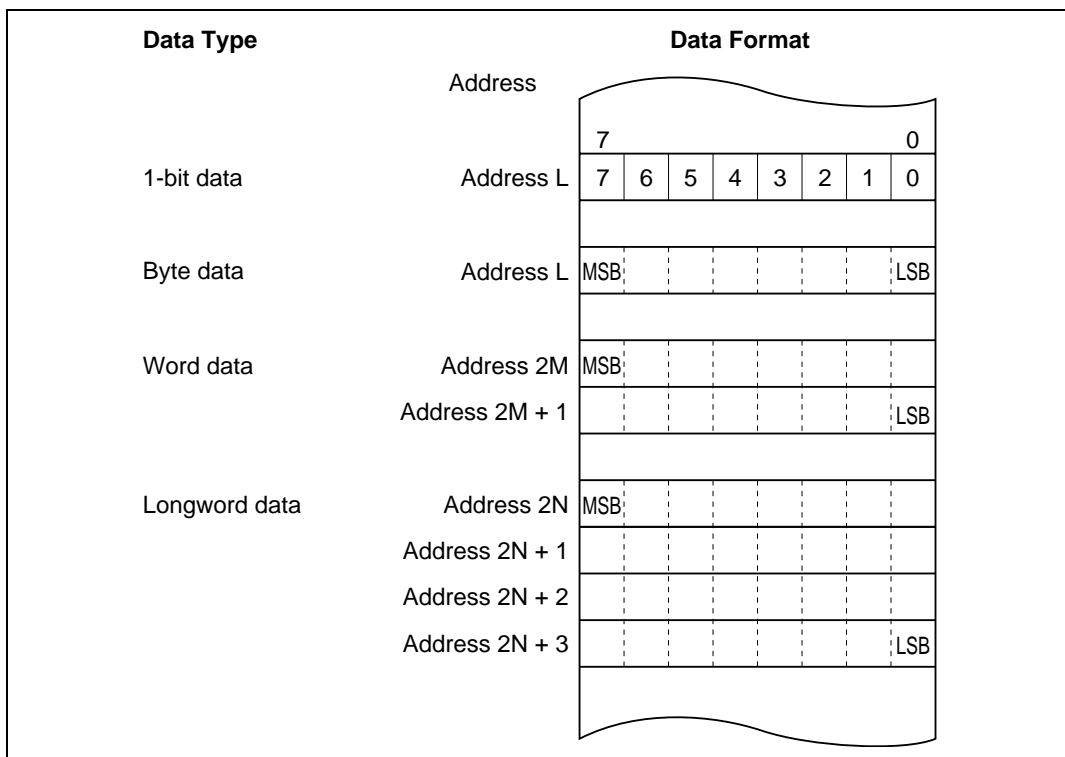 Data Type Data Format
Address
7 0
1-bit data Address L 7 6 5 4 3 2 1 0
Byte data Address L MSB LSB
Word data Address 2M MSB
Address 2M + 1 LSB
Longword data Address 2N MSB
Address 2N + 1
Address 2N + 2
Address 2N + 3 LSB